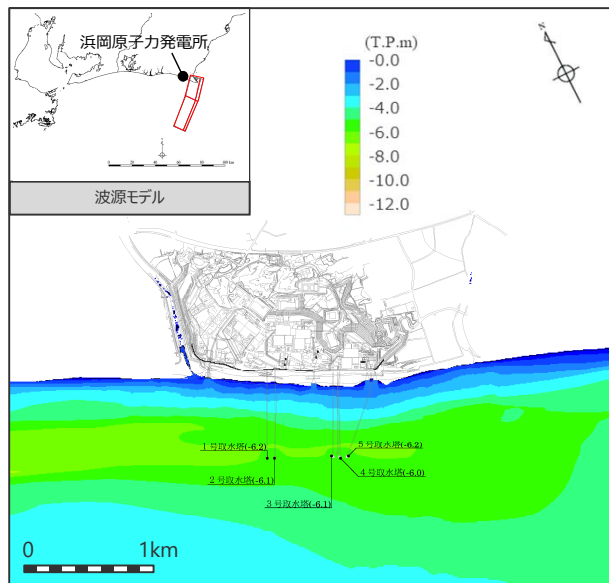 浜岡原子力発電所
波源モデル
(T.P.m)
-0.0
-2.0
-4.0
-6.0
-8.0
-10.0
-12.0
N
1号取水塔(-6.2)
2号取水塔(-6.1)
3号取水塔(-6.1)
4号取水塔(-6.0)
5号取水塔(-6.2)
0 1km